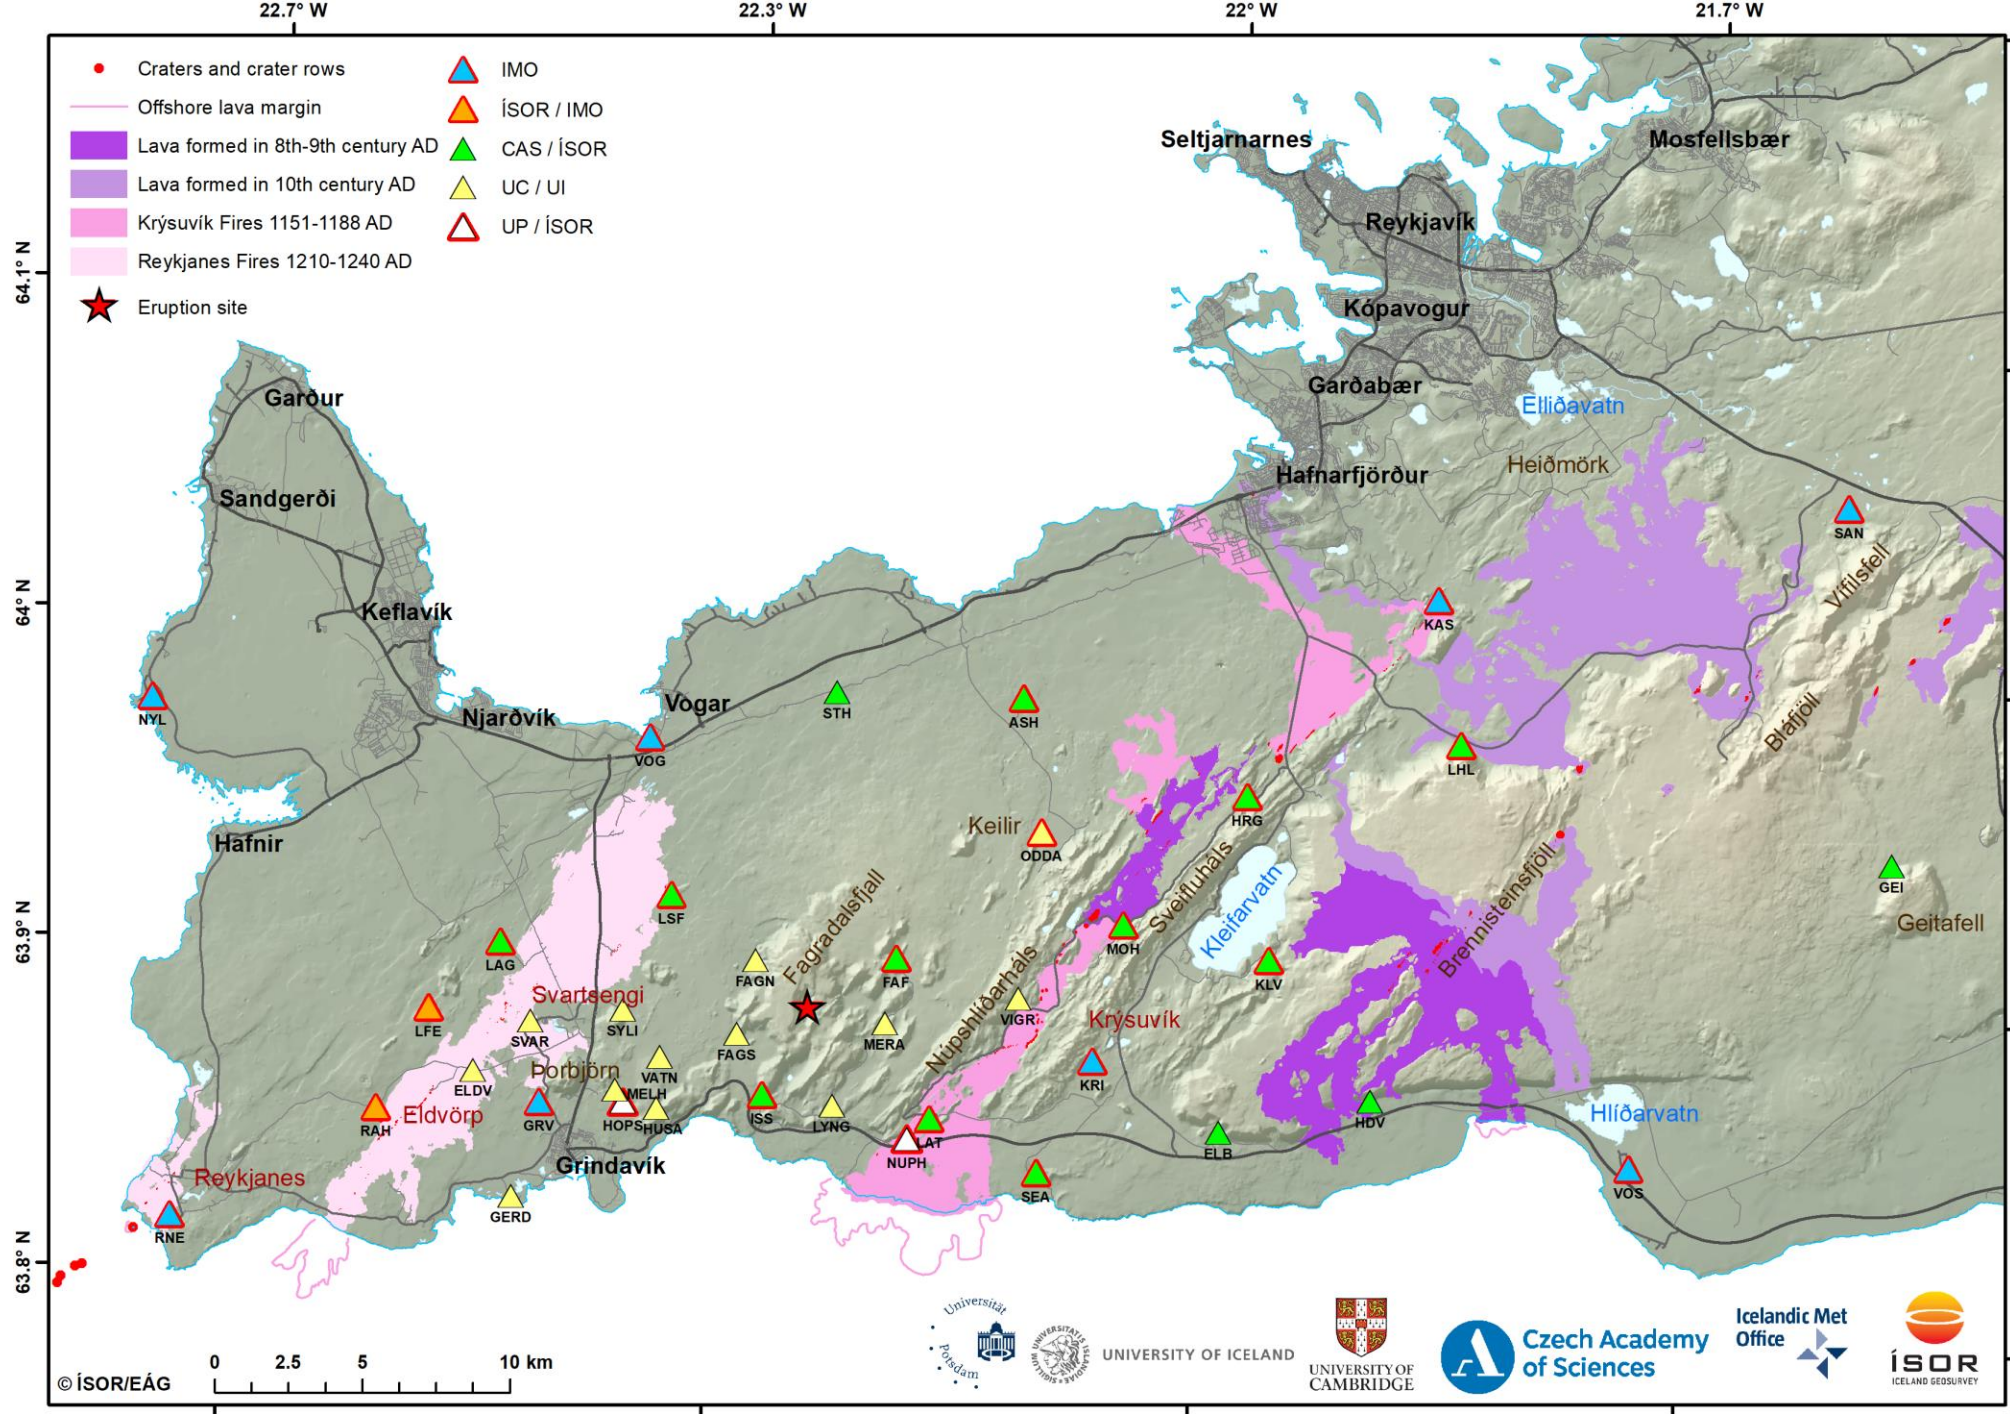 22.7° W
22.3° W
22° W
21.7° W
64.1° N
64° N
63.9° N
63.8° N
Craters and crater rows
Offshore lava margin
Lava formed in 8th-9th century AD
Lava formed in 10th century AD
Krýsuvík Fires 1151-1188 AD
Reykjanes Fires 1210-1240 AD
Eruption site
IMO
ÍSOR / IMO
CAS / ÍSOR
UC / UI
UP / ÍSOR
Seltjarnarnes
Mosfellsbær
Reykjavík
Kópavogur
Garðabær
Elliðavatn
Garður
Heiðmörk
Hafnarfjörður
Sandgerði
SAN
Vífilsfell
Keflavík
KAS
NYL
Njarðvík
Vogar
VOG
STH
ASH
Bláfjöll
LHL
HRG
Hafnir
Keilir
ODDA
Sveifluháls
Kleifarvatn
Brennisteinsfjöll
GEI
Geitafell
LSF
LAG
Fagradalsfjall
FAGN
FAF
MOH
KLV
Svartsengi
LFE
SVAR
SYLI
FAGS
MERA
Núpshlíðarháls
VIGR
Krýsuvík
KRI
Þorbjörn
ELDV
VATN
MELH
Eldvörp
RAH
GRV
HOPS
HUSA
ISS
LYNG
LAT
NUPH
ELB
HDV
Hlíðarvatn
Grindavík
Reykjanes
RNE
GERD
SEA
VOS
0 2.5 5 10 km
© ÍSOR/EÁG
Universität
Potsdam
SIGILLUM UNIVERSITATIS ISLANDIAE
UNIVERSITY OF ICELAND
UNIVERSITY OF
CAMBRIDGE
Czech Academy
of Sciences
Icelandic Met
Office
ÍSOR
ICELAND GEOSURVEY